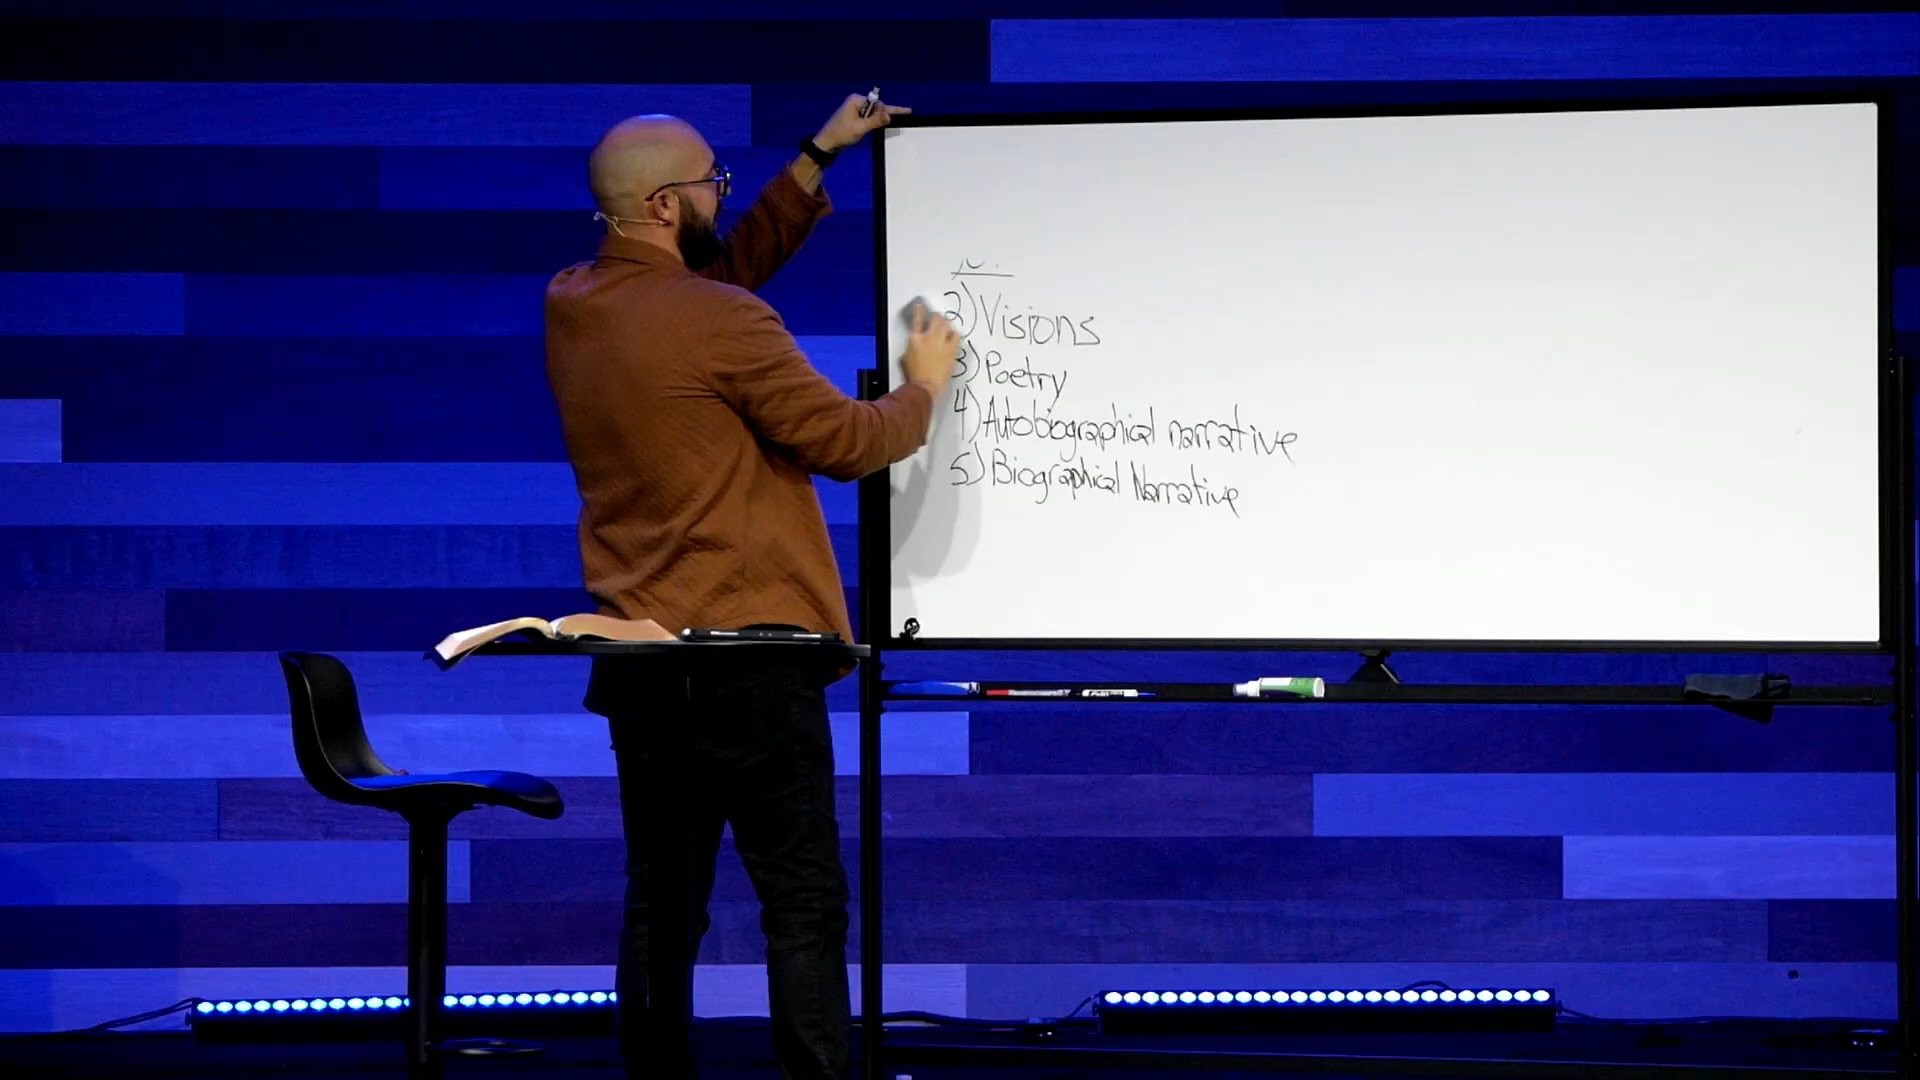 2) Visions
3) Poetry
4) Autobiographical narrative
5) Biographical Narrative